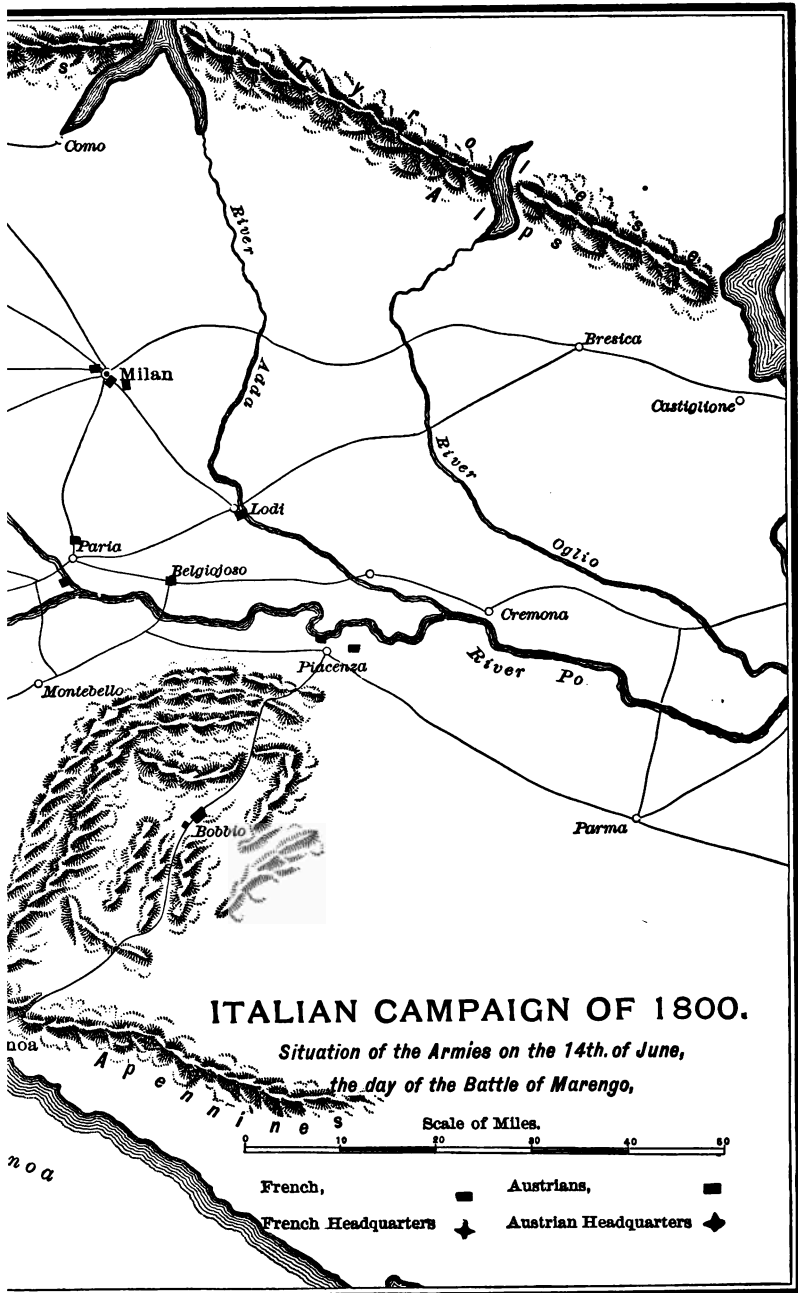 s
Tyrolese
Alps
Como
River
Adda
Bresica
Milan
Castiglione
River
Lodi
Oglio
Paria
Belgiojoso
Cremona
Piacenza
River Po
Montebello
Bobbio
Parma
ITALIAN CAMPAIGN OF 1800.
Situation of the Armies on the 14th. of June,
the day of the Battle of Marengo,
noa
Apennines
Scale of Miles.
0 10 20 30 40 50
noa
French, Austrians,
French Headquarters Austrian Headquarters